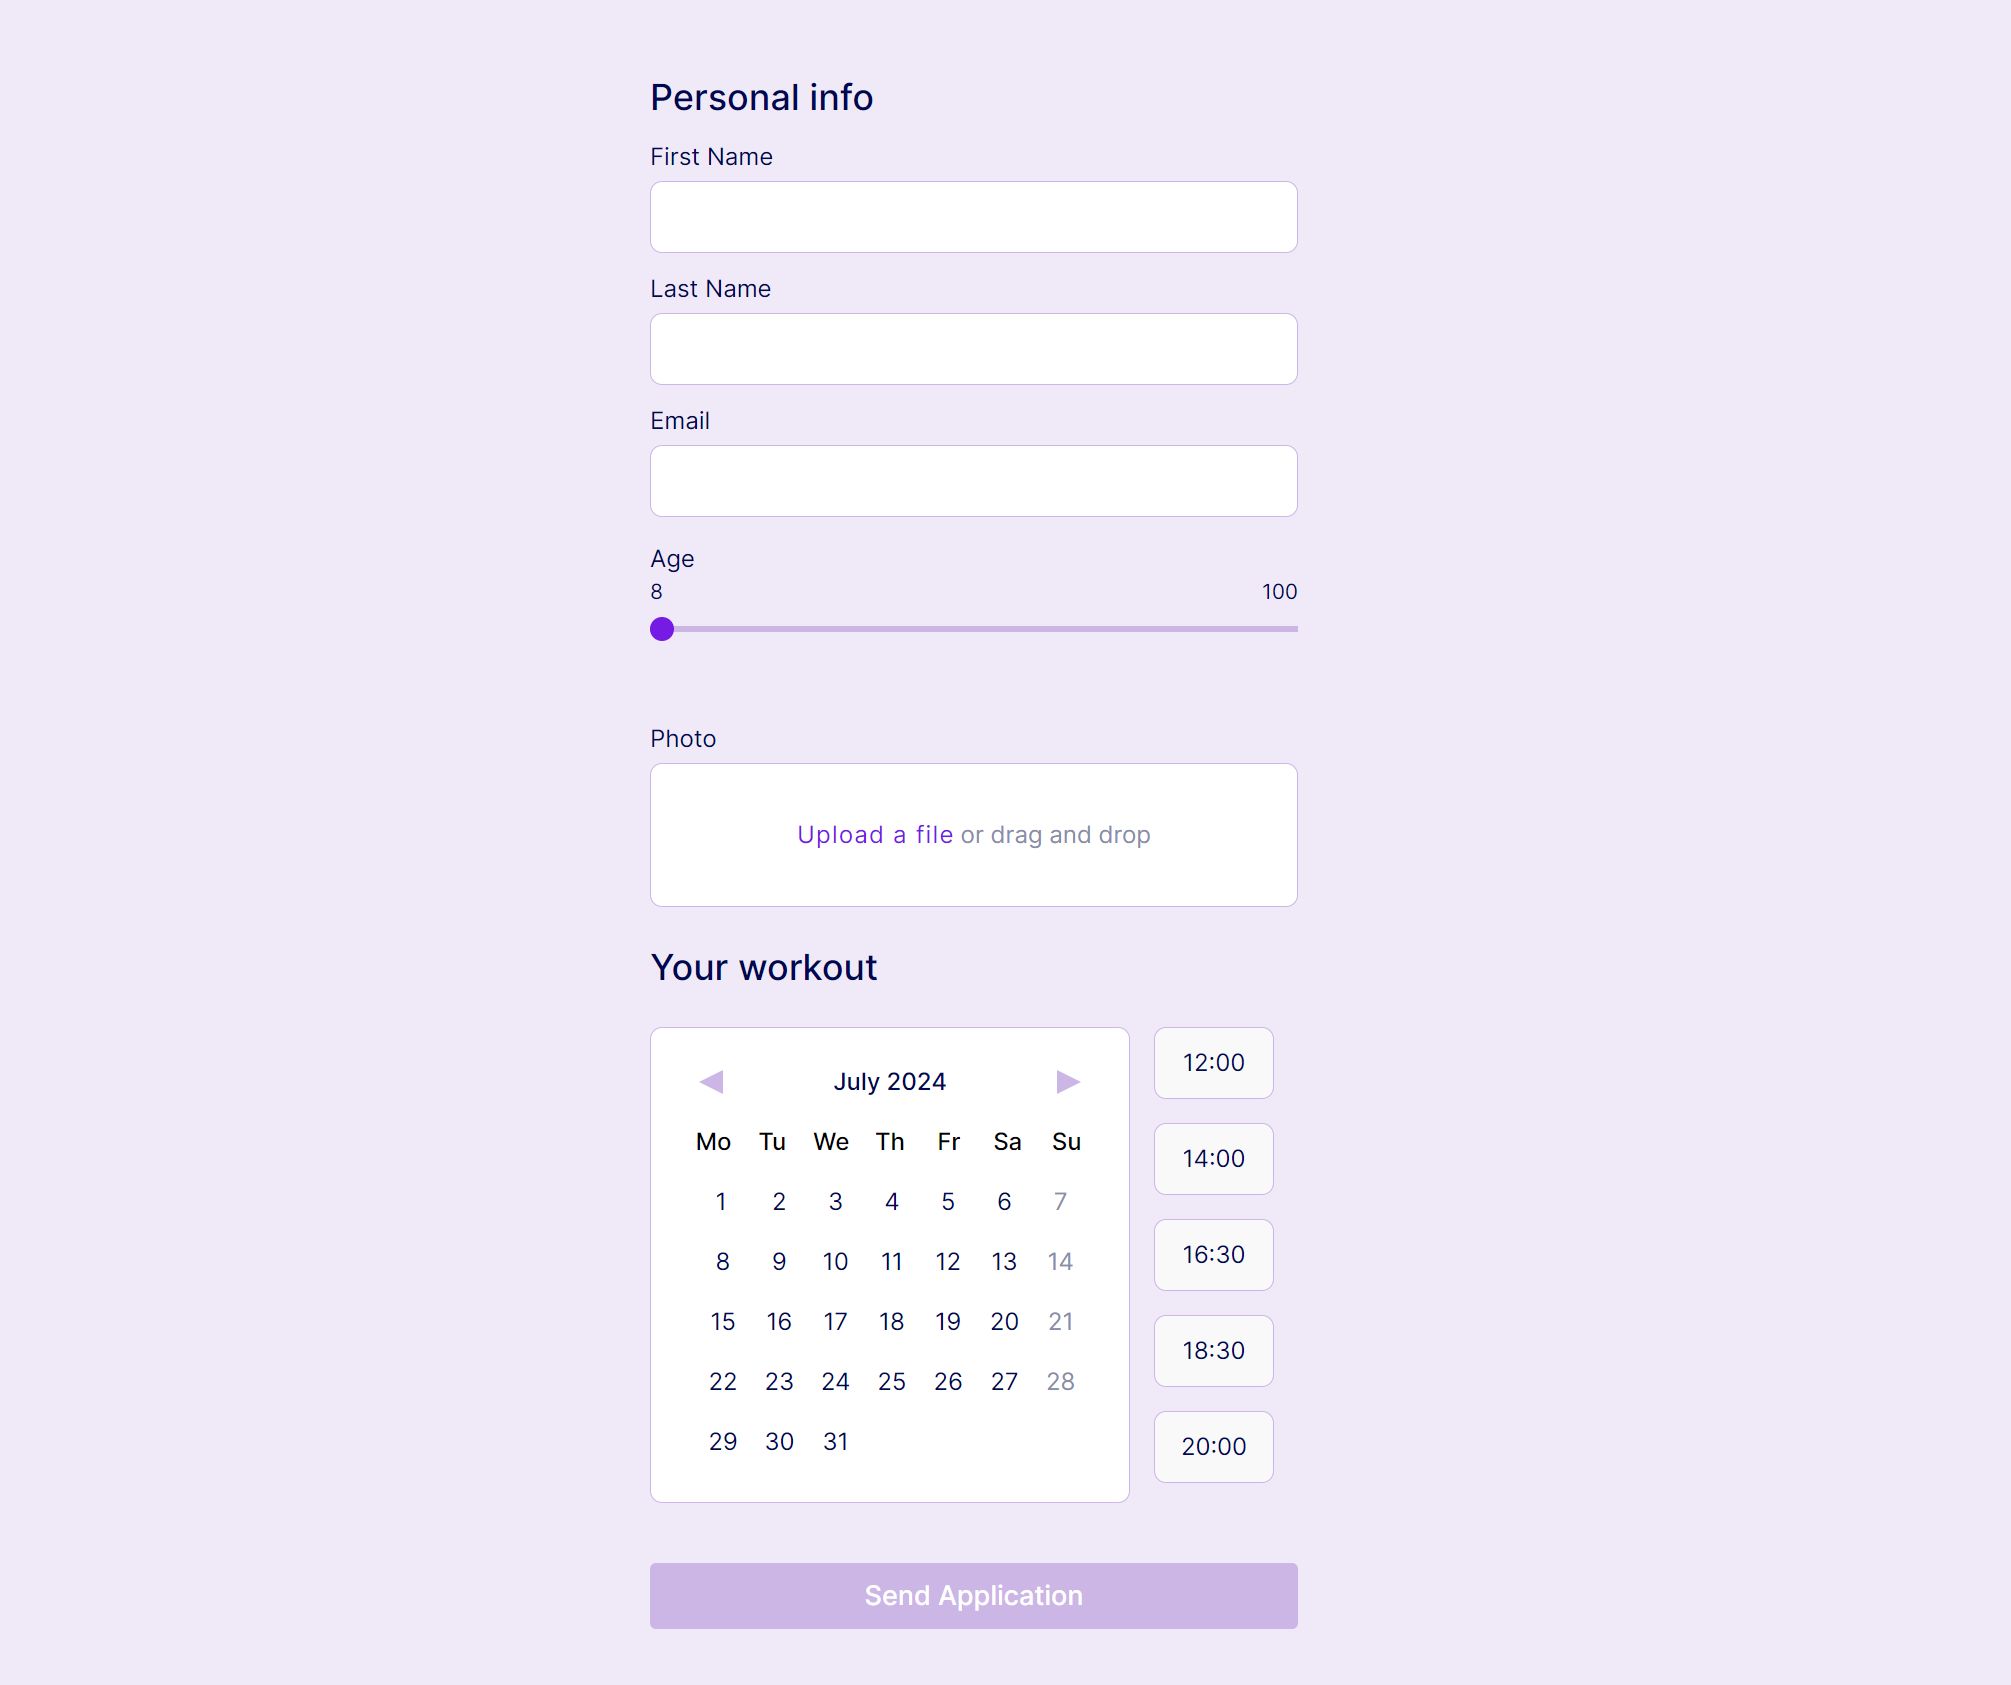 Personal info
First Name
Last Name
Email
Age
8 100
Photo
Upload a file or drag and drop
Your workout
July 2024
Mo Tu We Th Fr Sa Su
1 2 3 4 5 6 7
8 9 10 11 12 13 14
15 16 17 18 19 20 21
22 23 24 25 26 27 28
29 30 31
12:00
14:00
16:30
18:30
20:00
Send Application